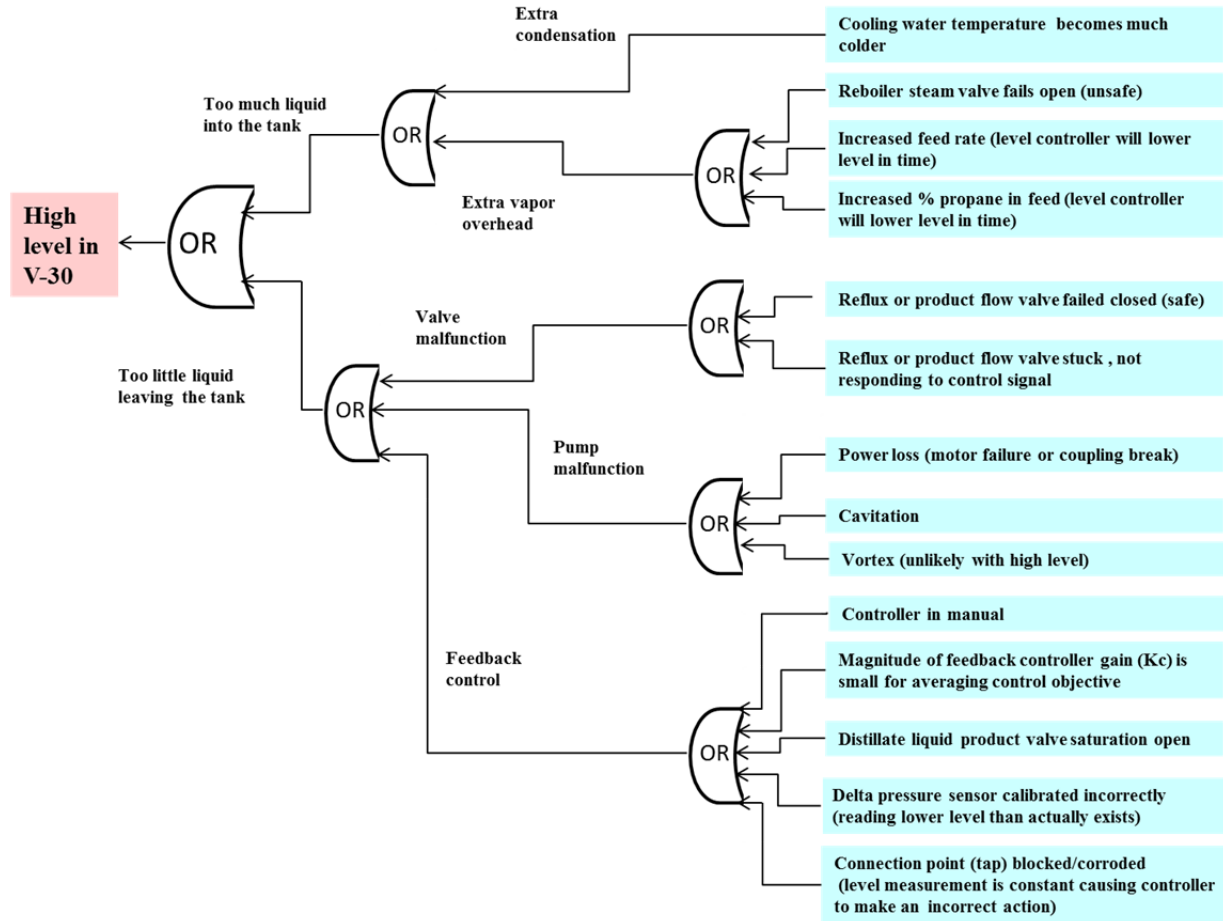 Extra
condensation
Cooling water temperature becomes much
colder
Too much liquid
into the tank
OR
Reboiler steam valve fails open (unsafe)
Increased feed rate (level controller will lower
level in time)
OR
Extra vapor
overhead
Increased % propane in feed (level controller
will lower level in time)
High
level in
V-30
OR
Valve
malfunction
OR
Reflux or product flow valve failed closed (safe)
Reflux or product flow valve stuck , not
responding to control signal
Too little liquid
leaving the tank
OR
Pump
malfunction
OR
Power loss (motor failure or coupling break)
Cavitation
Vortex (unlikely with high level)
Feedback
control
OR
Controller in manual
Magnitude of feedback controller gain (Kc) is
small for averaging control objective
Distillate liquid product valve saturation open
Delta pressure sensor calibrated incorrectly
(reading lower level than actually exists)
Connection point (tap) blocked/corroded
(level measurement is constant causing controller
to make an incorrect action)